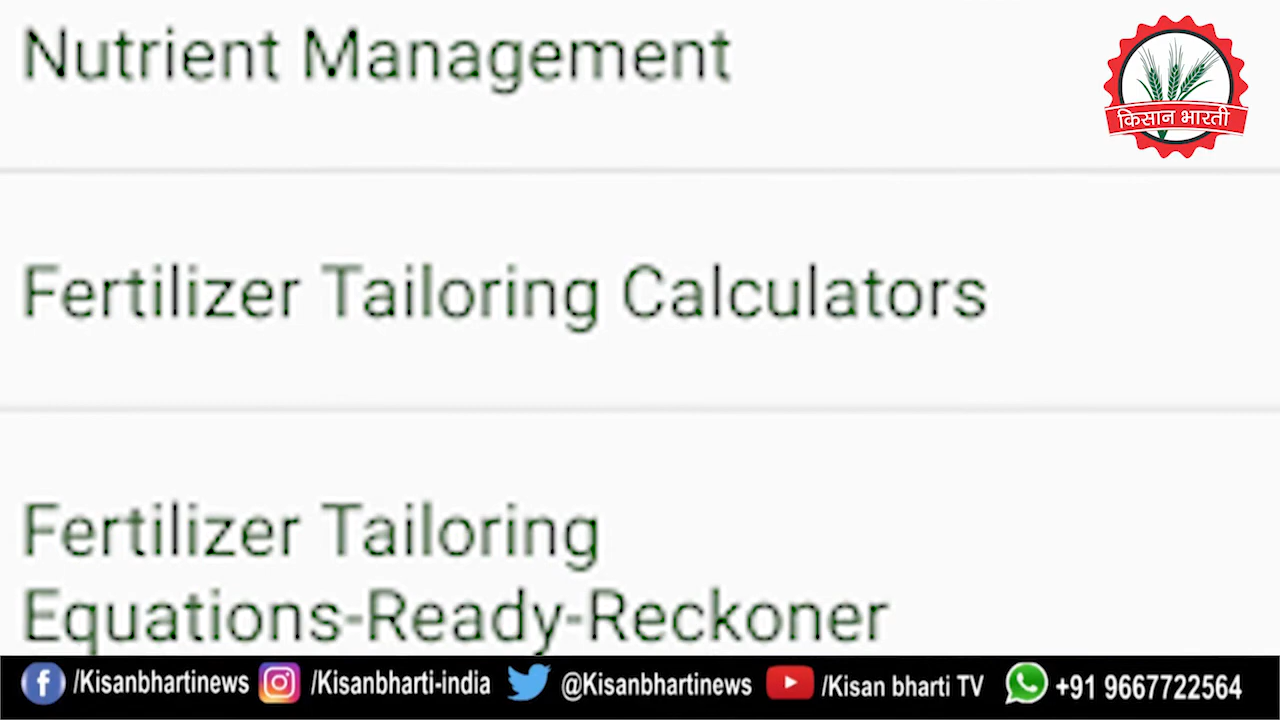 Nutrient Management
किसान भारती
Fertilizer Tailoring Calculators
Fertilizer Tailoring
Equations-Ready-Reckoner
/Kisanbhartinews /Kisanbharti-india @Kisanbhartinews /Kisan bharti TV +91 9667722564